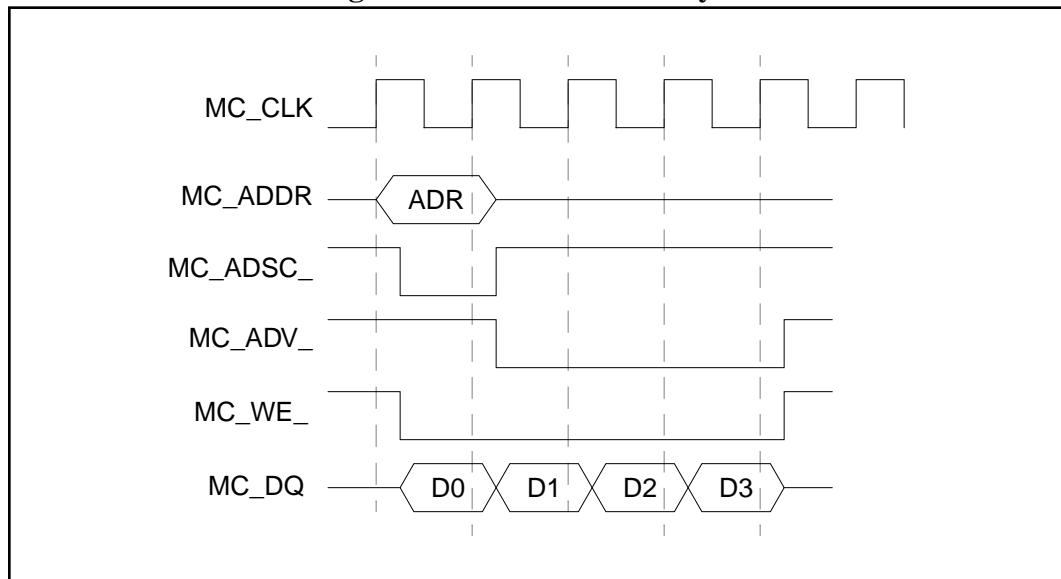 MC_CLK
MC_ADDR
ADR
MC_ADSC_
MC_ADV_
MC_WE_
MC_DQ
D0 D1 D2 D3